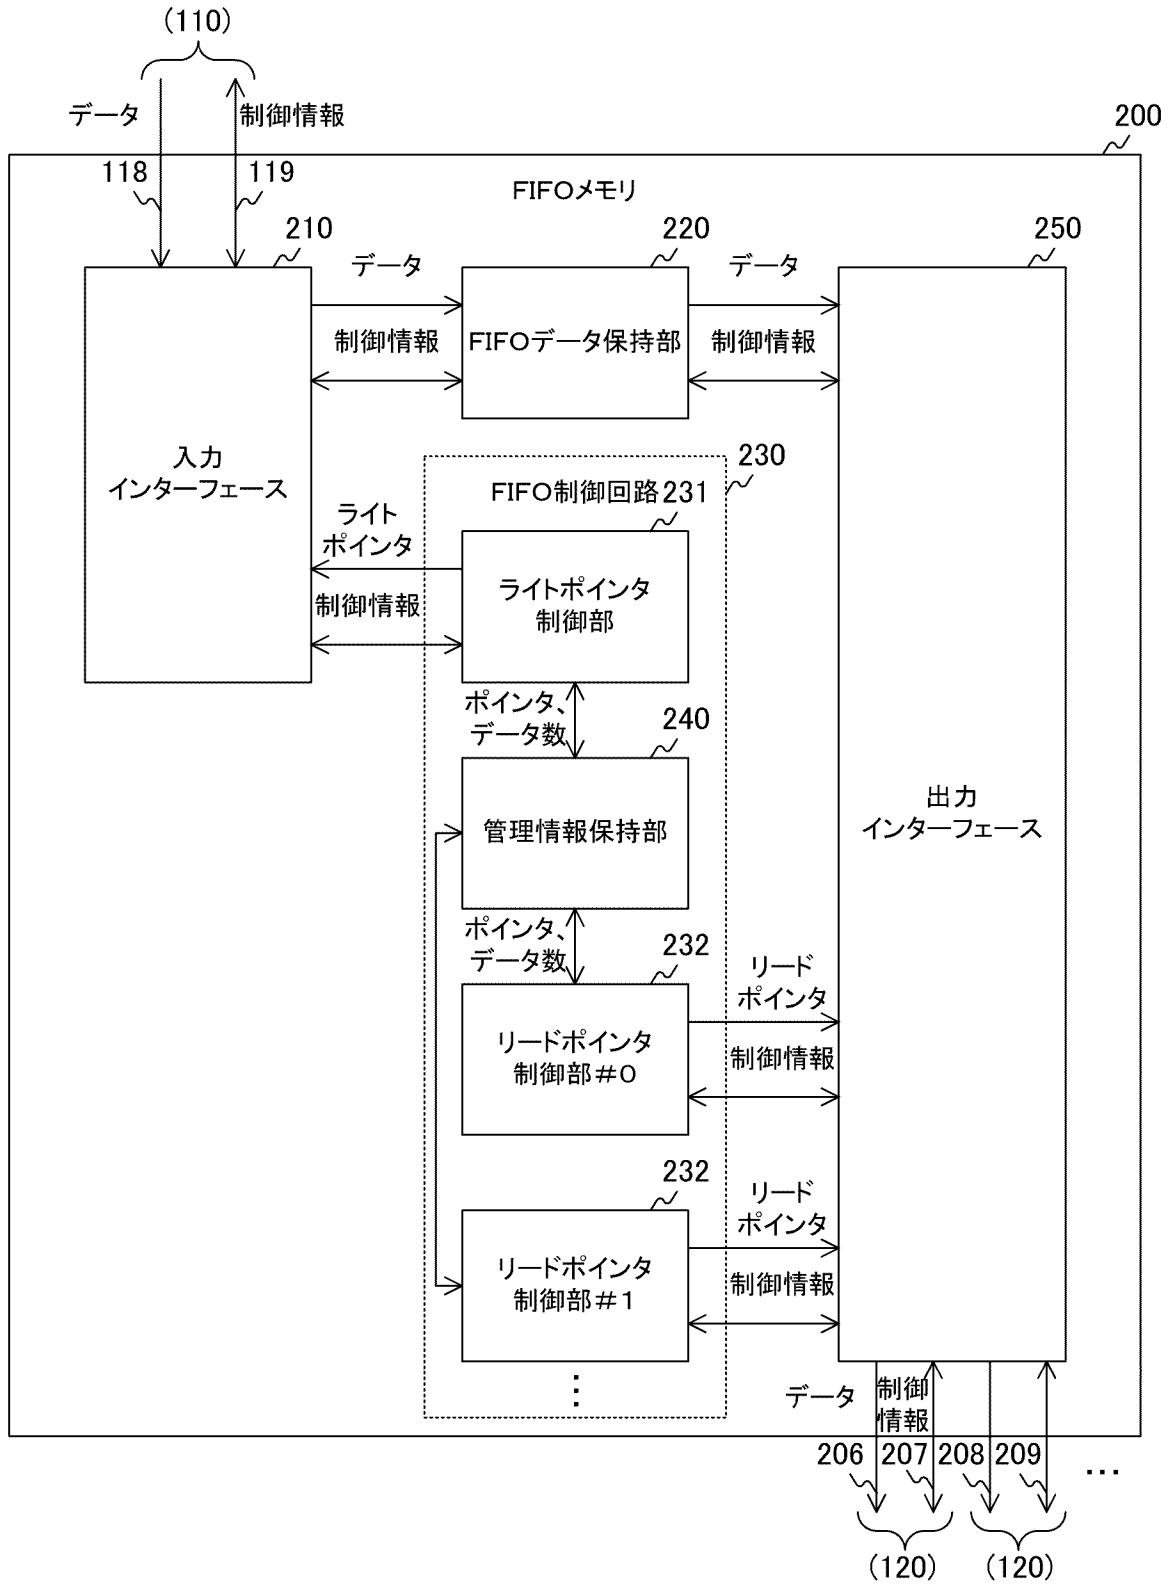 (110)
データ
制御情報
200
118
119
FIFOメモリ
210
220
250
データ
データ
制御情報
FIFOデータ保持部
制御情報
入力
インターフェース
230
FIFO制御回路
231
ライト
ポインタ
ライトポインタ
制御部
制御情報
ポインタ、
データ数
240
管理情報保持部
出力
インターフェース
ポインタ、
データ数
232
リード
ポインタ
リードポインタ
制御部#0
制御情報
232
リード
ポインタ
リードポインタ
制御部#1
制御情報
⋮
データ
制御
情報
206
207
208
209
…
(120)
(120)